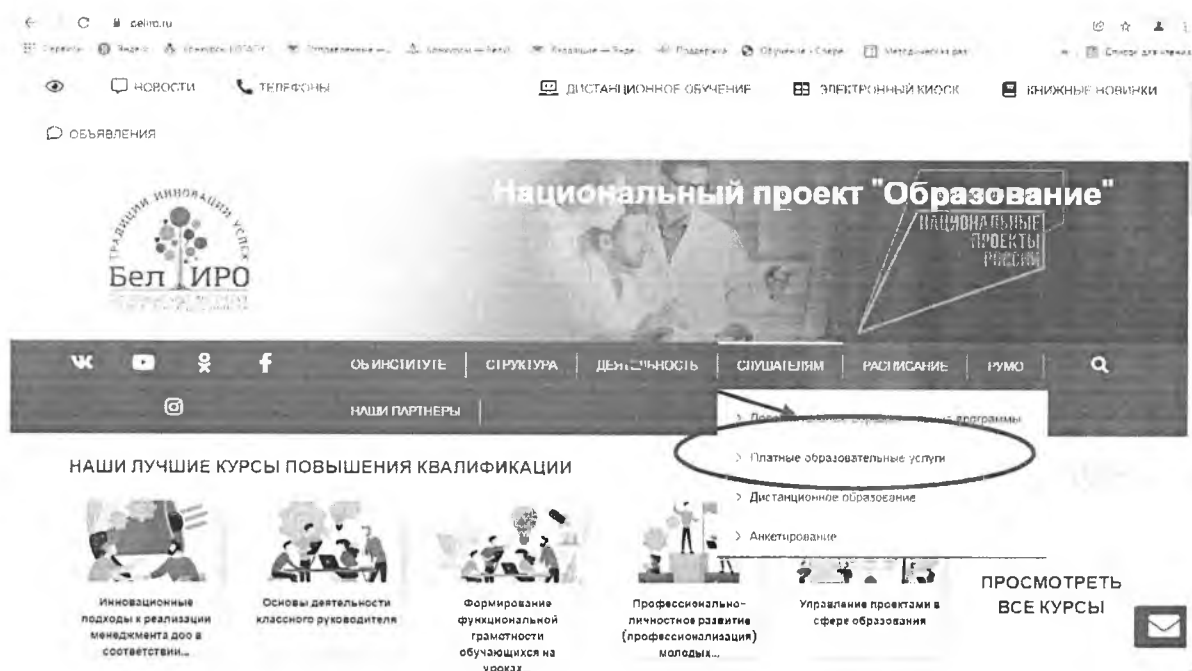 beliro.ru
НОВОСТИ
ТЕЛЕФОНЫ
ДИСТАНЦИОННОЕ ОБУЧЕНИЕ
ЭЛЕКТРОННЫЙ КИОСК
КНИЖНЫЕ НОВИНКИ
ОБЪЯВЛЕНИЯ
ТРАДИЦИИ ИННОВАЦИИ УСПЕХ
Бел ИРО
Национальный проект "Образование"
НАЦИОНАЛЬНЫЕ
ПРОЕКТЫ
РОССИИ
ОБ ИНСТИТУТЕ
СТРУКТУРА
ДЕЯТЕЛЬНОСТЬ
СЛУШАТЕЛЯМ
РАСПИСАНИЕ
РУМО
НАШИ ПАРТНЕРЫ
> программы
> Платные образовательные услуги
> Дистанционное образование
> Анкетирование
НАШИ ЛУЧШИЕ КУРСЫ ПОВЫШЕНИЯ КВАЛИФИКАЦИИ
Инновационные
подходы к реализации
менеджмента доо в
соответствии...
Основы деятельности
классного руководителя
Формирование
функциональной
грамотности
обучающихся на
уроках...
Профессионально-
личностное развитие
(профессионализация)
молодых...
Управление проектами в
сфере образования
ПРОСМОТРЕТЬ
ВСЕ КУРСЫ